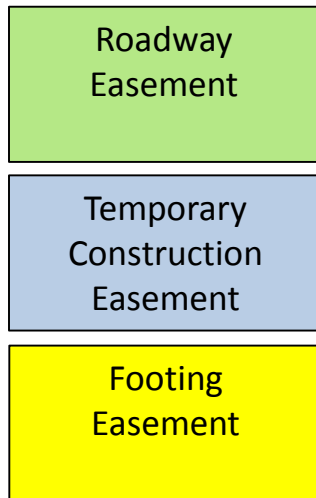 Roadway
Easement
Temporary
Construction
Easement
Footing
Easement